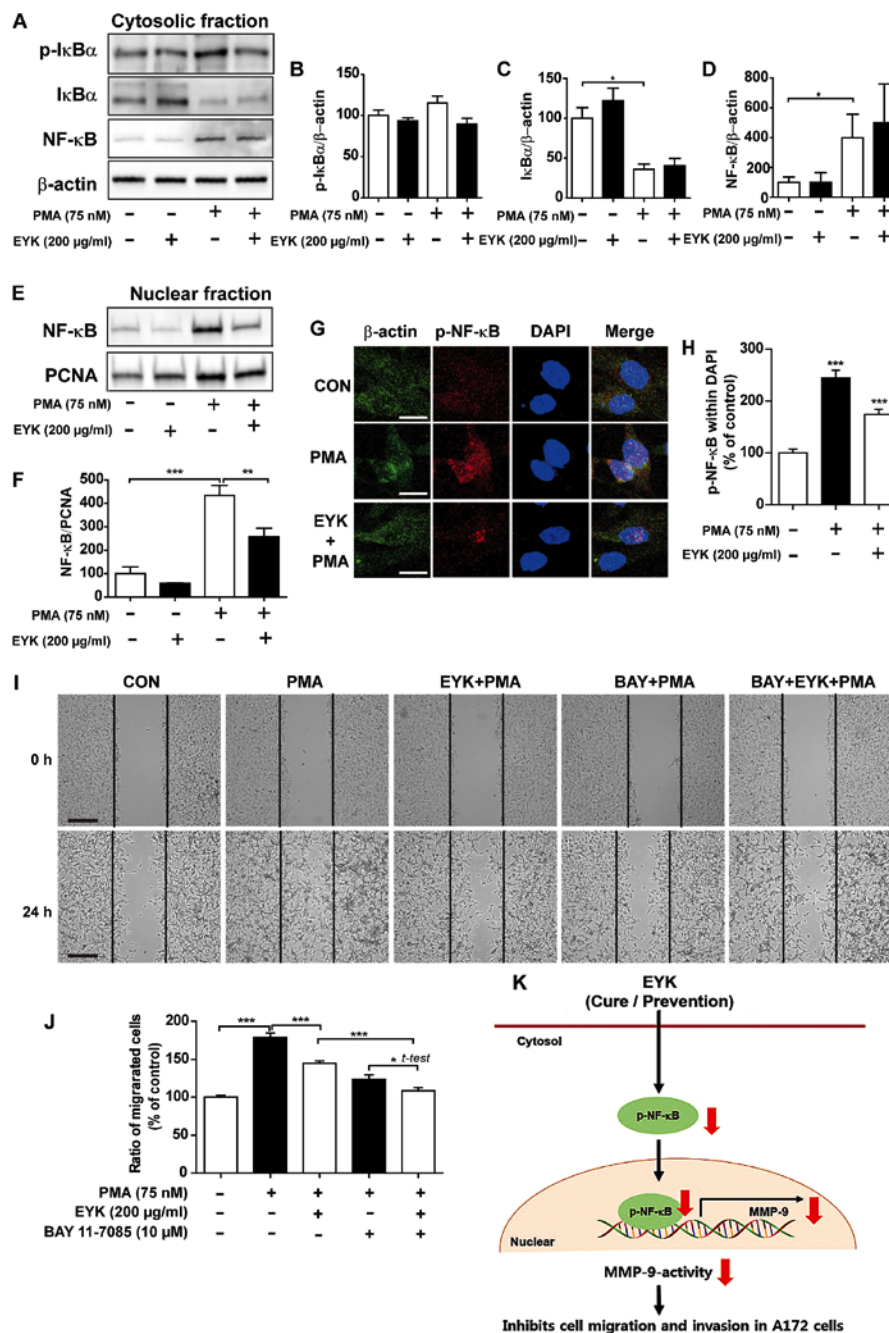 A
Cytosolic fraction
p-IκBα
IκBα
NF-κB
β-actin
PMA (75 nM) – – + +
EYK (200 µg/ml) – + – +
B
p-IκBα/β-actin
150
100
50
0
PMA (75 nM) – – + +
EYK (200 µg/ml) – + – +
C
IκBα/β-actin
150
100
50
0
*
PMA (75 nM) – – + +
EYK (200 µg/ml) – + – +
D
NF-κB/β-actin
800
600
400
200
0
*
PMA (75 nM) – – + +
EYK (200 µg/ml) – + – +
E
Nuclear fraction
NF-κB
PCNA
PMA (75 nM) – – + +
EYK (200 µg/ml) – + – +
F
NF-κB/PCNA
500
400
300
200
100
0
*** **
PMA (75 nM) – – + +
EYK (200 µg/ml) – + – +
G
β-actin p-NF-κB DAPI Merge
CON
PMA
EYK
+
PMA
H
p-NF-κB within DAPI
(% of control)
300
200
100
0
***
***
PMA (75 nM) – + +
EYK (200 µg/ml) – – +
I
CON PMA EYK+PMA BAY+PMA BAY+EYK+PMA
0 h
24 h
J
Ratio of migrarated cells
(% of control)
200
150
100
50
0
*** *** ***
* t-test
PMA (75 nM) – + + + +
EYK (200 µg/ml) – – + – +
BAY 11-7085 (10 µM) – – – + +
K
EYK
(Cure / Prevention)
Cytosol
p-NF-κB
p-NF-κB
MMP-9
Nuclear
MMP-9-activity
Inhibits cell migration and invasion in A172 cells